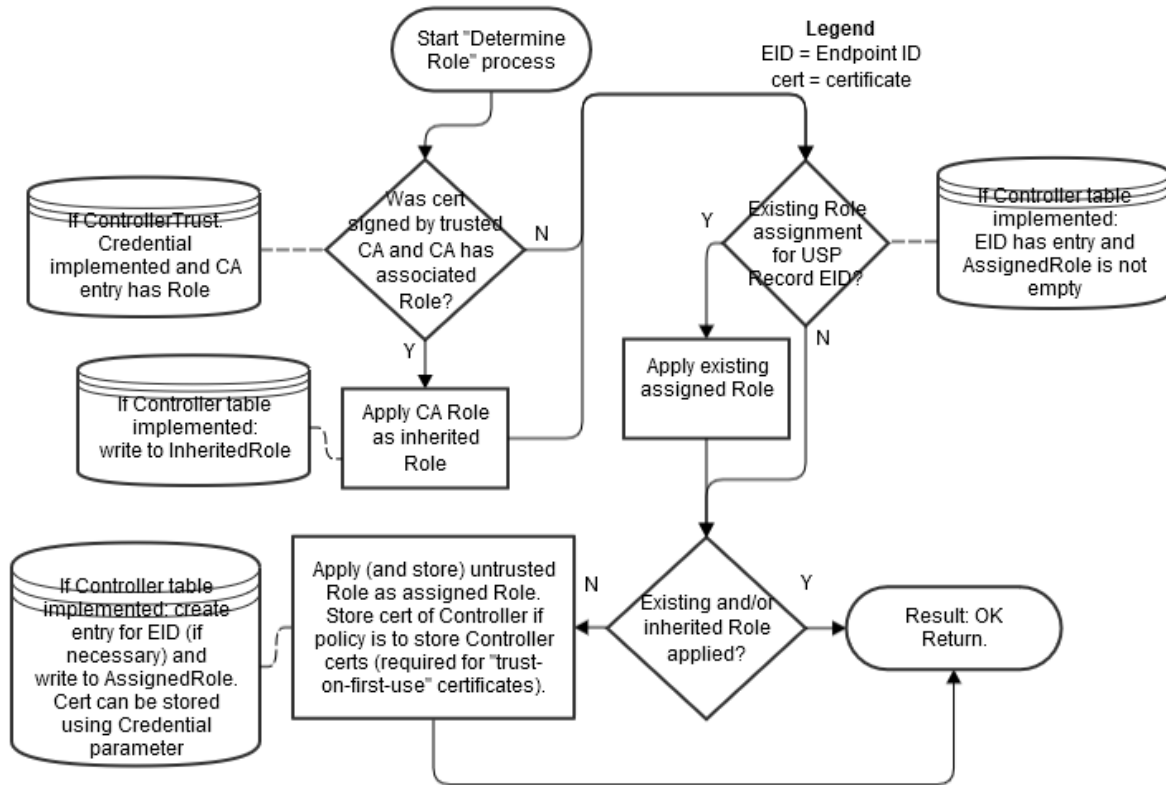 Start "Determine
Role" process
Legend
EID = Endpoint ID
cert = certificate
Was cert
signed by trusted
CA and CA has
associated
Role?
N
Y
If ControllerTrust.
Credential
implemented and CA
entry has Role
Existing Role
assignment
for USP
Record EID?
Y
N
If Controller table
implemented:
EID has entry and
AssignedRole is not
empty
Apply existing
assigned Role
If Controller table
implemented:
write to InheritedRole
Apply CA Role
as inherited
Role
If Controller table
implemented: create
entry for EID (if
necessary) and
write to AssignedRole.
Cert can be stored
using Credential
parameter
Apply (and store) untrusted
Role as assigned Role.
Store cert of Controller if
policy is to store Controller
certs (required for "trust-
on-first-use" certificates).
N
Existing and/or
inherited Role
applied?
Y
Result: OK
Return.